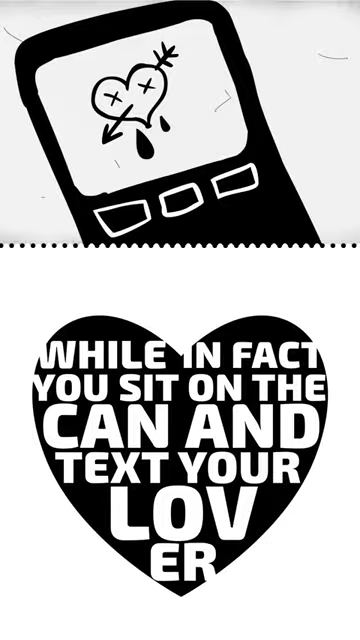 WHILE IN FACT
YOU SIT ON THE
CAN AND
TEXT YOUR
LOV
ER